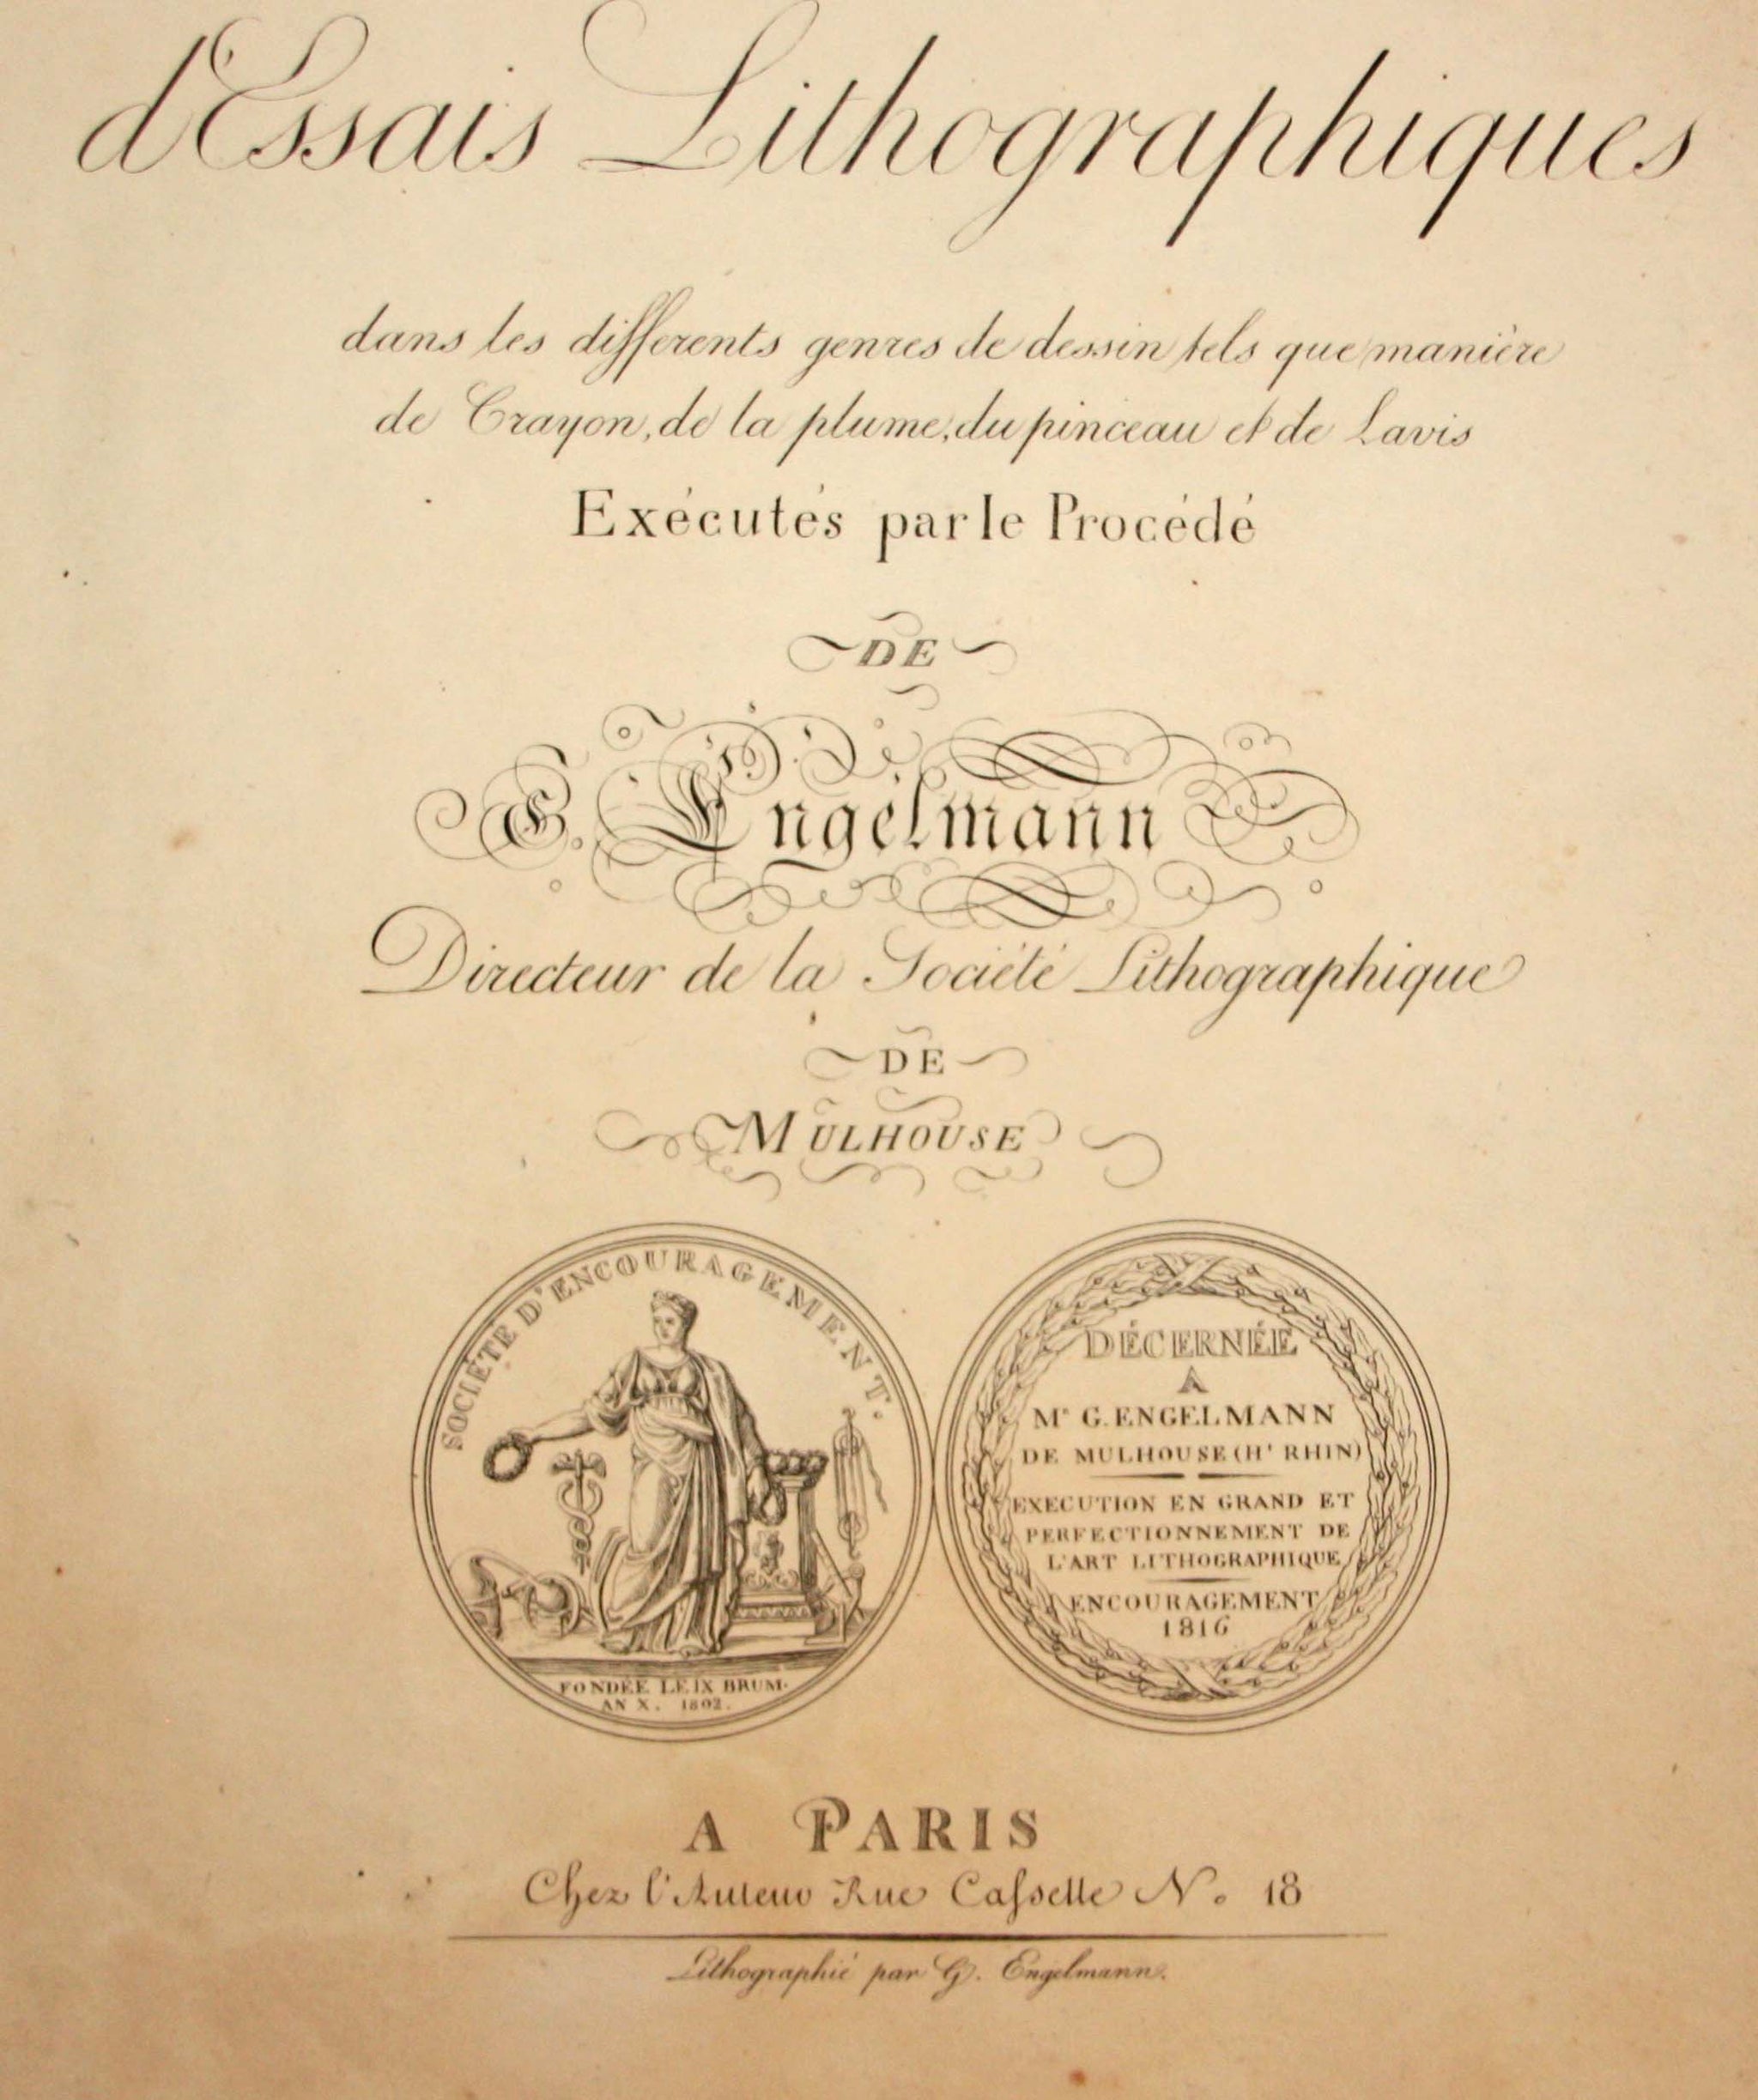 d'Essais Lithographiques
dans les differents genres de dessin tels que manière
de Crayon, de la plume, du pinceau et de Lavis
Exécutés par le Procédé
DE
G. Engelmann
Directeur de la Société Lithographique
DE
MULHOUSE
SOCIÉTÉ D'ENCOURAGEMENT.
FONDÉE LE IX BRUM.
AN X. 1802.
DÉCERNÉE
A
Mr G. ENGELMANN
DE MULHOUSE (Ht RHIN)
EXECUTION EN GRAND ET
PERFECTIONNEMENT DE
L'ART LITHOGRAPHIQUE
ENCOURAGEMENT
1816
A PARIS
Chez l'Auteur Rue Casselle No. 18
Lithographié par G. Engelmann.